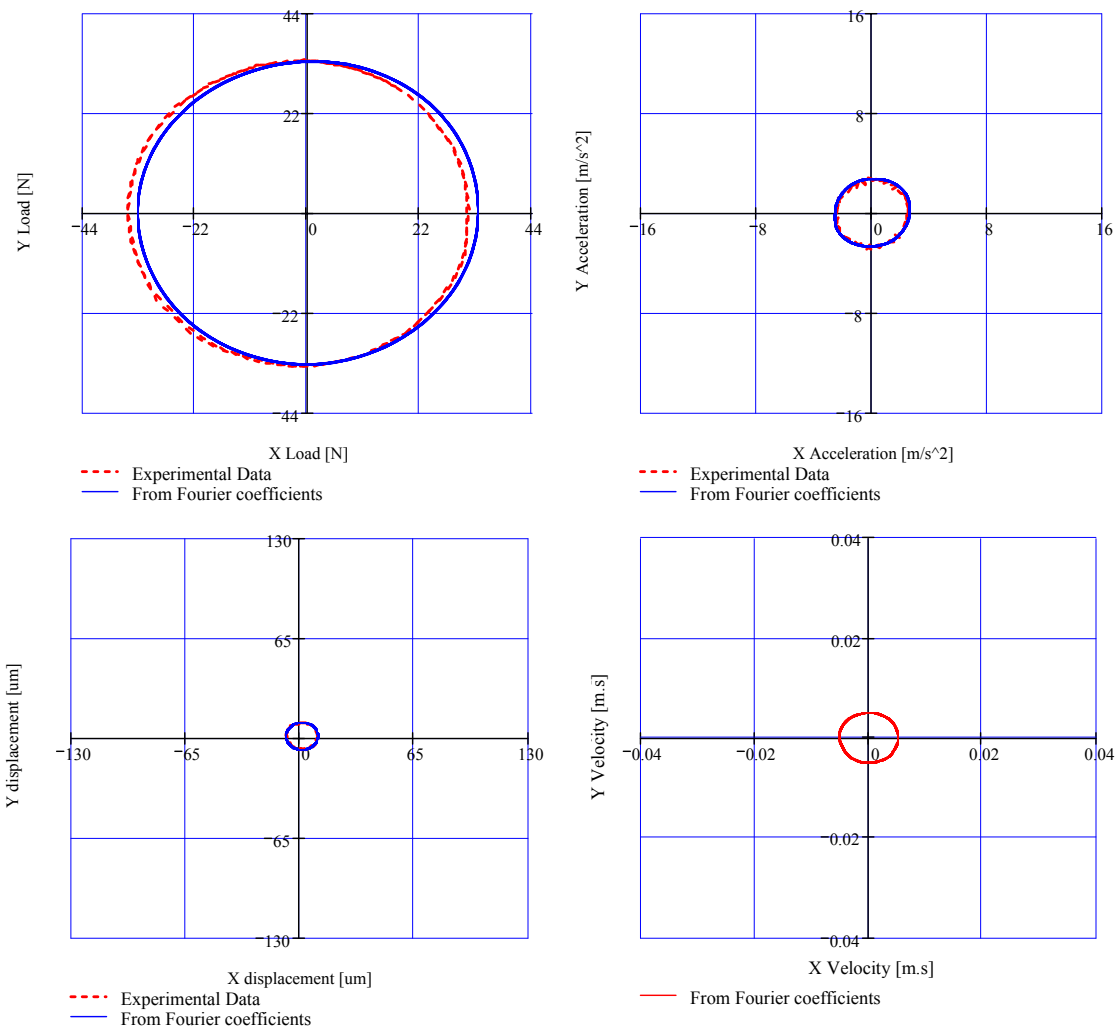 44
22
−44
−22
0
22
44
−22
−44
Y Load [N]
X Load [N]
Experimental Data
From Fourier coefficients
16
8
−16
−8
0
8
16
−8
−16
Y Acceleration [m/s^2]
X Acceleration [m/s^2]
Experimental Data
From Fourier coefficients
130
65
−130
−65
0
65
130
−65
−130
Y displacement [um]
X displacement [um]
Experimental Data
From Fourier coefficients
0.04
0.02
−0.04
−0.02
0
0.02
0.04
−0.02
−0.04
Y Velocity [m.s]
X Velocity [m.s]
From Fourier coefficients